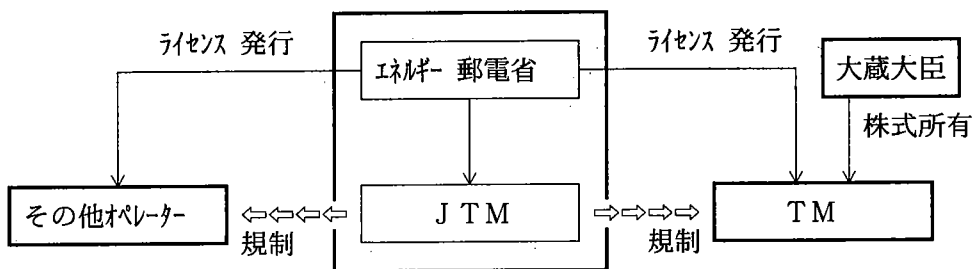 ライセンス 発行
ライセンス 発行
エネルギー 郵電省
大蔵大臣
株式所有
その他オペレーター
規制
JTM
規制
TM